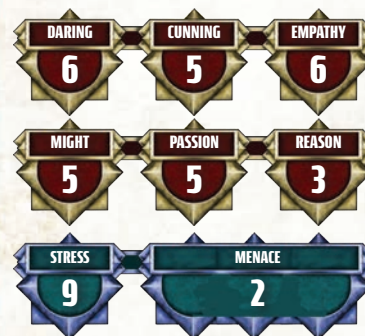 DARING CUNNING EMPATHY
6 5 6
MIGHT PASSION REASON
5 5 3
STRESS MENACE
9 2